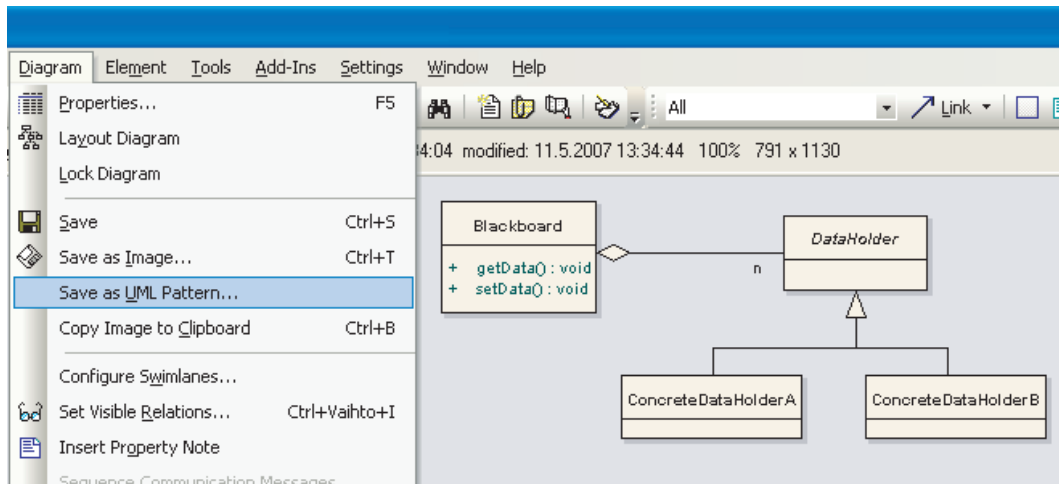 Diagram Element Tools Add-Ins Settings Window Help
Properties... F5
All Link
Layout Diagram
4:04 modified: 11.5.2007 13:34:44 100% 791 x 1130
Lock Diagram
Save Ctrl+S
Save as Image... Ctrl+T
Save as UML Pattern...
Copy Image to Clipboard Ctrl+B
Configure Swimlanes...
Set Visible Relations... Ctrl+Vaihto+I
Insert Property Note
Sequence Communication Messages
Blackboard
+ getData() : void
+ setData() : void
n
DataHolder
ConcreteDataHolderA
ConcreteDataHolderB